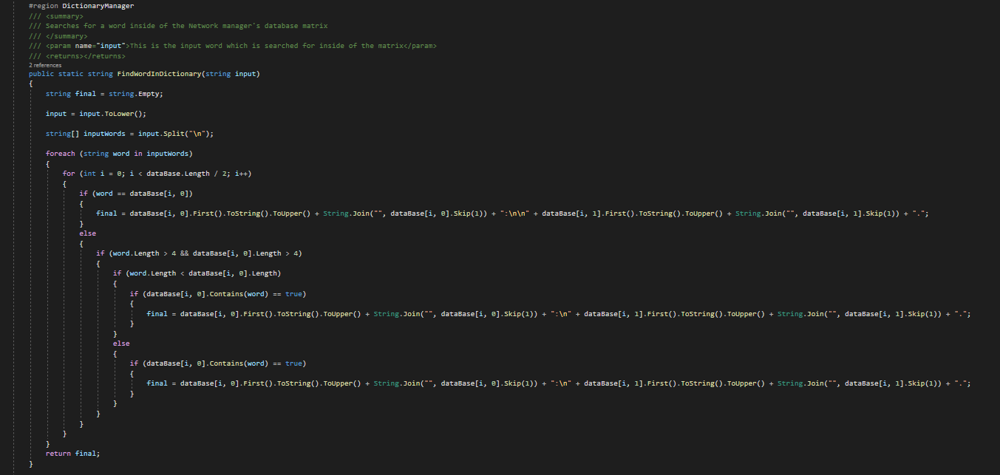 #region DictionaryManager
/// <summary>
/// Searches for a word inside of the Network manager's database matrix
/// </summary>
/// <param name="input">This is the input word which is searched for inside of the matrix</param>
/// <returns></returns>
2 references
public static string FindWordInDictionary(string input)
{
string final = string.Empty;
input = input.ToLower();
string[] inputWords = input.Split("\n");
foreach (string word in inputWords)
{
for (int i = 0; i < dataBase.Length / 2; i++)
{
if (word == dataBase[i, 0])
{
final = dataBase[i, 0].First().ToString().ToUpper() + String.Join("", dataBase[i, 0].Skip(1)) + ":\n\n" + dataBase[i, 1].First().ToString().ToUpper() + String.Join("", dataBase[i, 1].Skip(1)) + ".";
}
else
{
if (word.Length > 4 && dataBase[i, 0].Length > 4)
{
if (word.Length < dataBase[i, 0].Length)
{
if (dataBase[i, 0].Contains(word) == true)
{
final = dataBase[i, 0].First().ToString().ToUpper() + String.Join("", dataBase[i, 0].Skip(1)) + ":\n" + dataBase[i, 1].First().ToString().ToUpper() + String.Join("", dataBase[i, 1].Skip(1)) + ".";
}
}
else
{
if (dataBase[i, 0].Contains(word) == true)
{
final = dataBase[i, 0].First().ToString().ToUpper() + String.Join("", dataBase[i, 0].Skip(1)) + ":\n" + dataBase[i, 1].First().ToString().ToUpper() + String.Join("", dataBase[i, 1].Skip(1)) + ".";
}
}
}
}
}
}
return final;
}